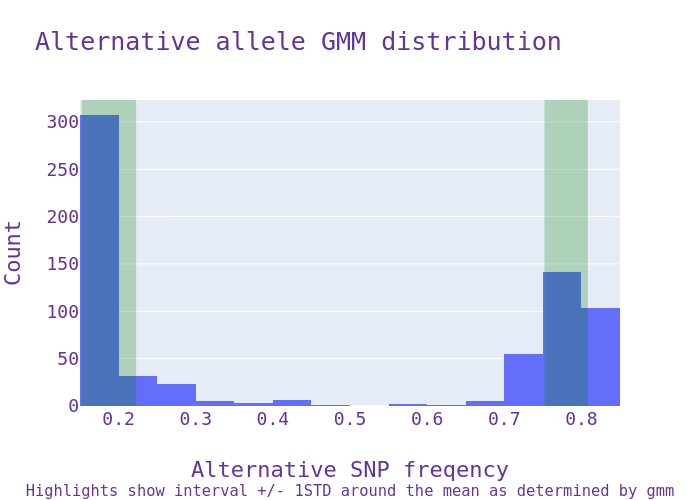 Alternative allele GMM distribution
Count
300
250
200
150
100
50
0
0.2 0.3 0.4 0.5 0.6 0.7 0.8
Alternative SNP freqency
Highlights show interval +/- 1STD around the mean as determined by gmm